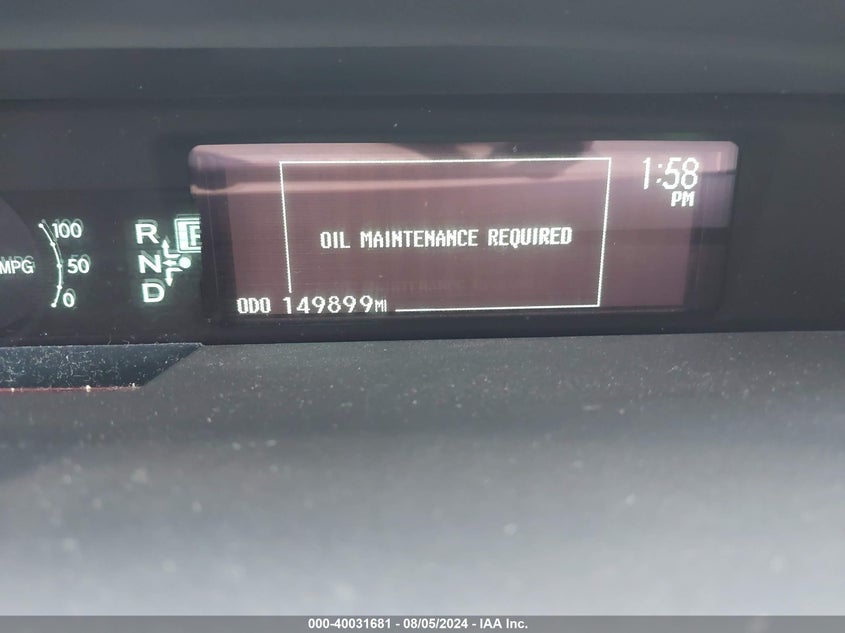 1:58
PM
100
MPG 50
0
R P
N
D
OIL MAINTENANCE REQUIRED
ODO 149899MI
000-40031681 - 08/05/2024 - IAA Inc.